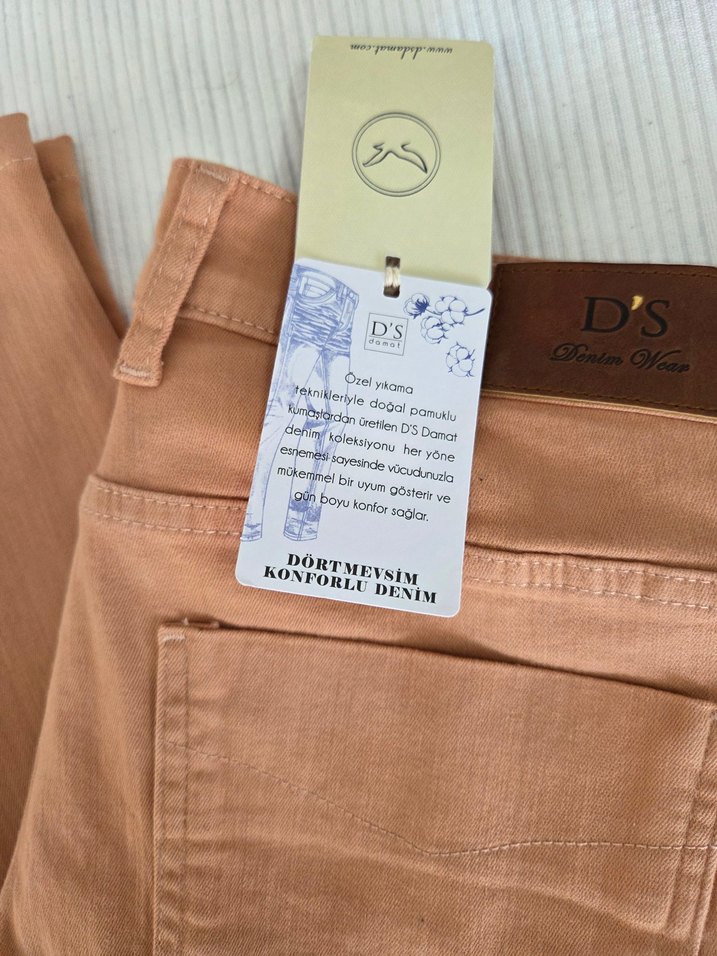 www.dsdamat.com
D'S
damat
Özel yıkama
teknikleriyle doğal pamuklu
kumaşlardan üretilen D'S Damat
denim koleksiyonu her yöne
esnemesi sayesinde vücudunuzla
mükemmel bir uyum gösterir ve
gün boyu konfor sağlar.
DÖRTMEVSİM
KONFORLU DENİM
D'S
Denim Wear